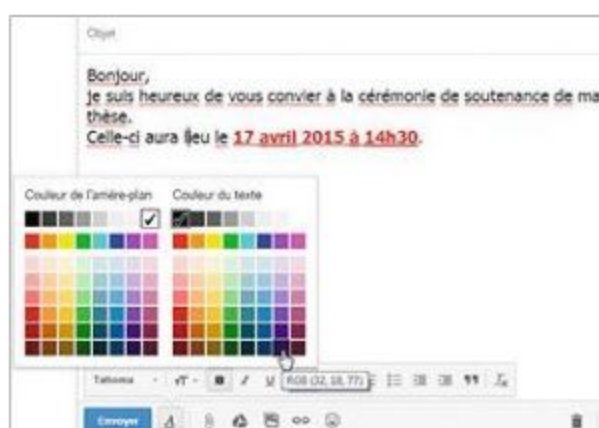 Objet
Bonjour,
je suis heureux de vous convier à la cérémonie de soutenance de ma
thèse.
Celle-ci aura lieu le 17 avril 2015 à 14h30.
Couleur de l'arrière-plan Couleur du texte
Tahoma
RGB (32, 18, 77)
Envoyer